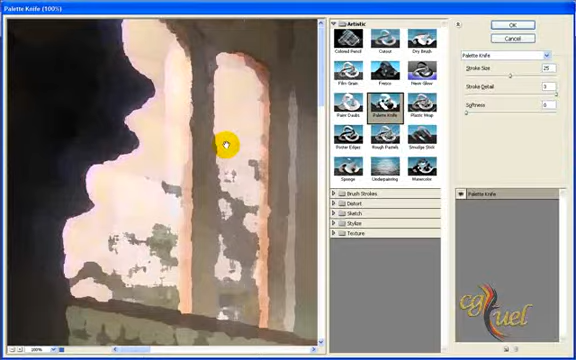 Palette Knife (100%)
Artistic
Colored Pencil
Cutout
Dry Brush
Film Grain
Fresco
Neon Glow
Paint Daubs
Palette Knife
Plastic Wrap
Poster Edges
Rough Pastels
Smudge Stick
Sponge
Underpainting
Watercolor
Brush Strokes
Distort
Sketch
Stylize
Texture
100%
OK
Cancel
Palette Knife
Stroke Size
25
Stroke Detail
3
Softness
0
Palette Knife
cg
fuel